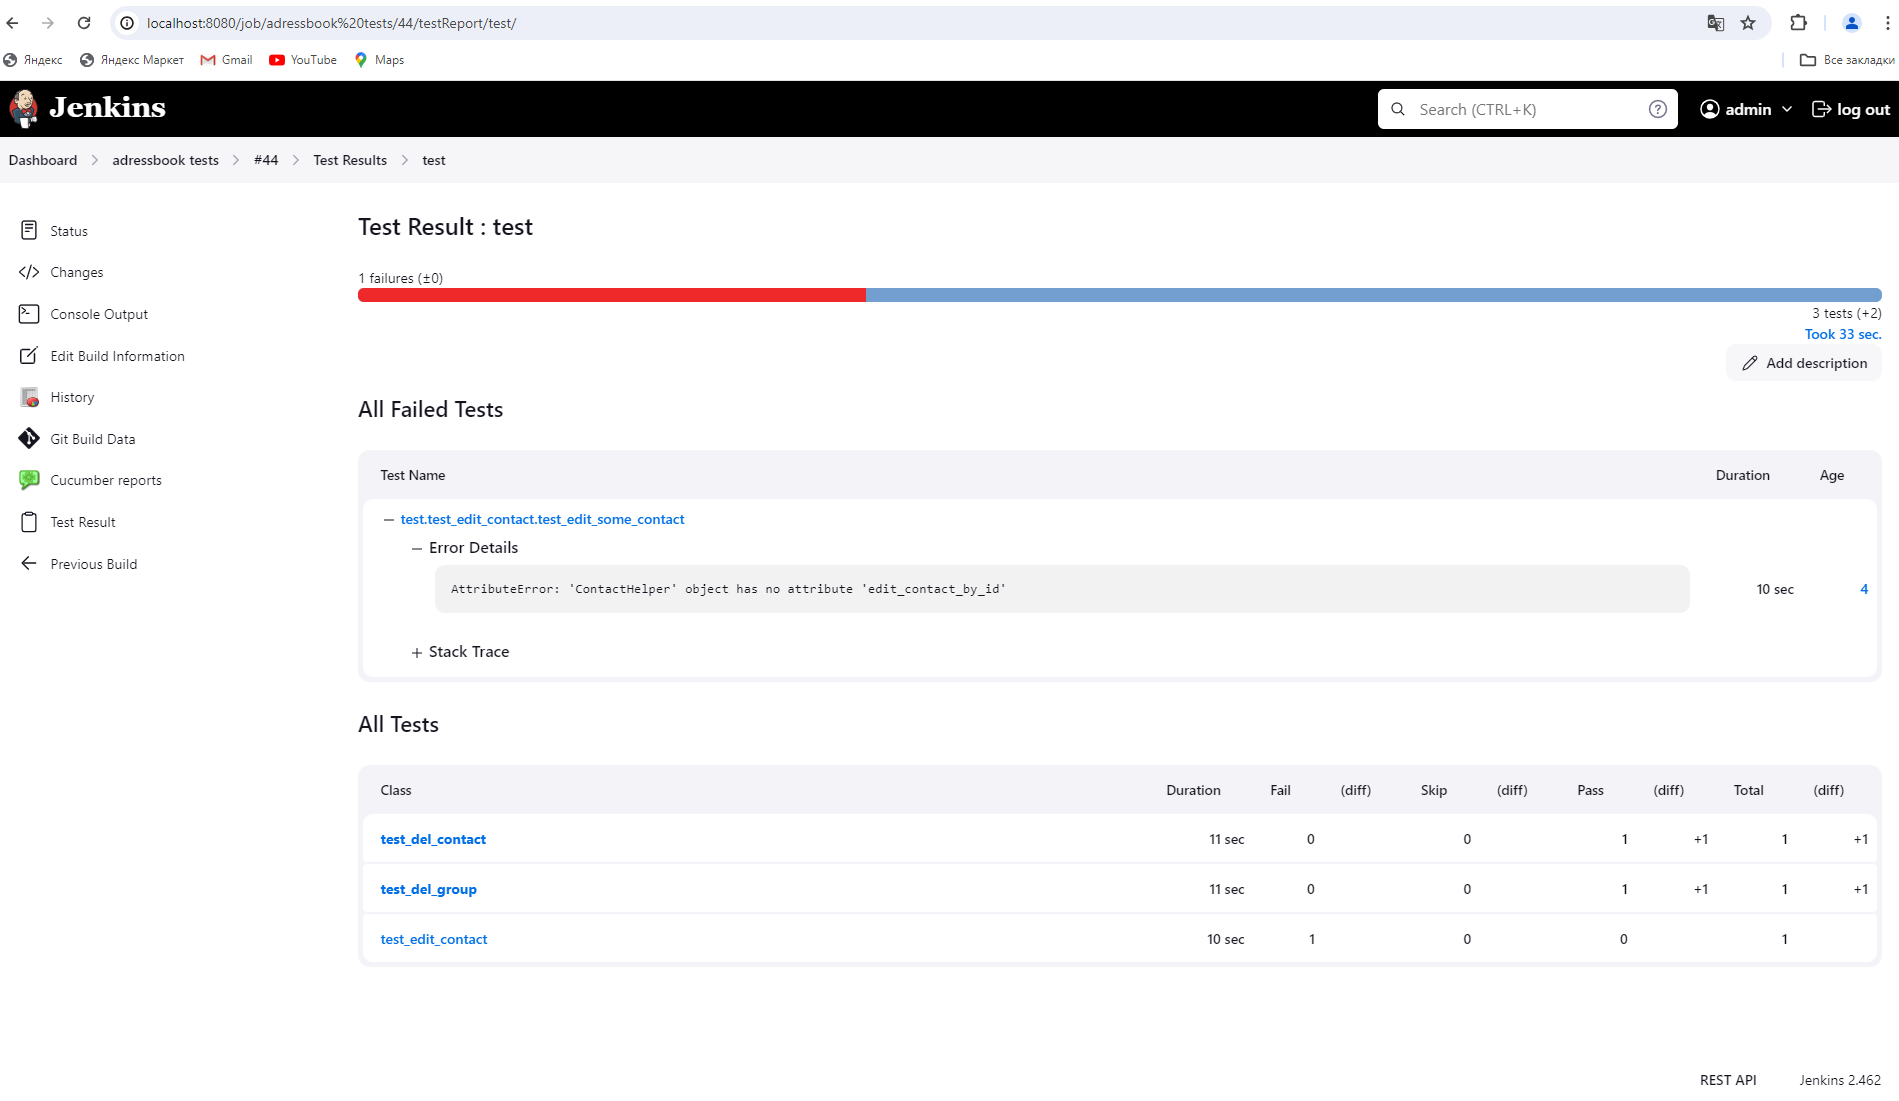 localhost:8080/job/adressbook%20tests/44/testReport/test/
Яндекс Яндекс Маркет Gmail YouTube Maps Все закладки
Jenkins Search (CTRL+K) admin log out
Dashboard adressbook tests #44 Test Results test
Status
Changes
Console Output
Edit Build Information
History
Git Build Data
Cucumber reports
Test Result
Previous Build
Test Result : test
1 failures (±0)
3 tests (+2)
Took 33 sec.
Add description
All Failed Tests
Test Name Duration Age
test.test_edit_contact.test_edit_some_contact
Error Details
AttributeError: 'ContactHelper' object has no attribute 'edit_contact_by_id' 10 sec 4
Stack Trace
All Tests
Class Duration Fail (diff) Skip (diff) Pass (diff) Total (diff)
test_del_contact 11 sec 0 0 1 +1 1 +1
test_del_group 11 sec 0 0 1 +1 1 +1
test_edit_contact 10 sec 1 0 0 1
REST API Jenkins 2.462